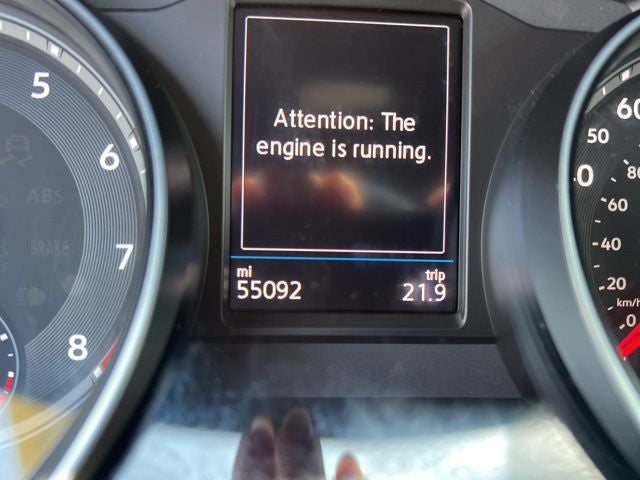 5
6
7
8
ABS
BRAKE
Attention: The
engine is running.
mi trip
55092 21.9
60
50
80
0
60
40
20
km/h
0